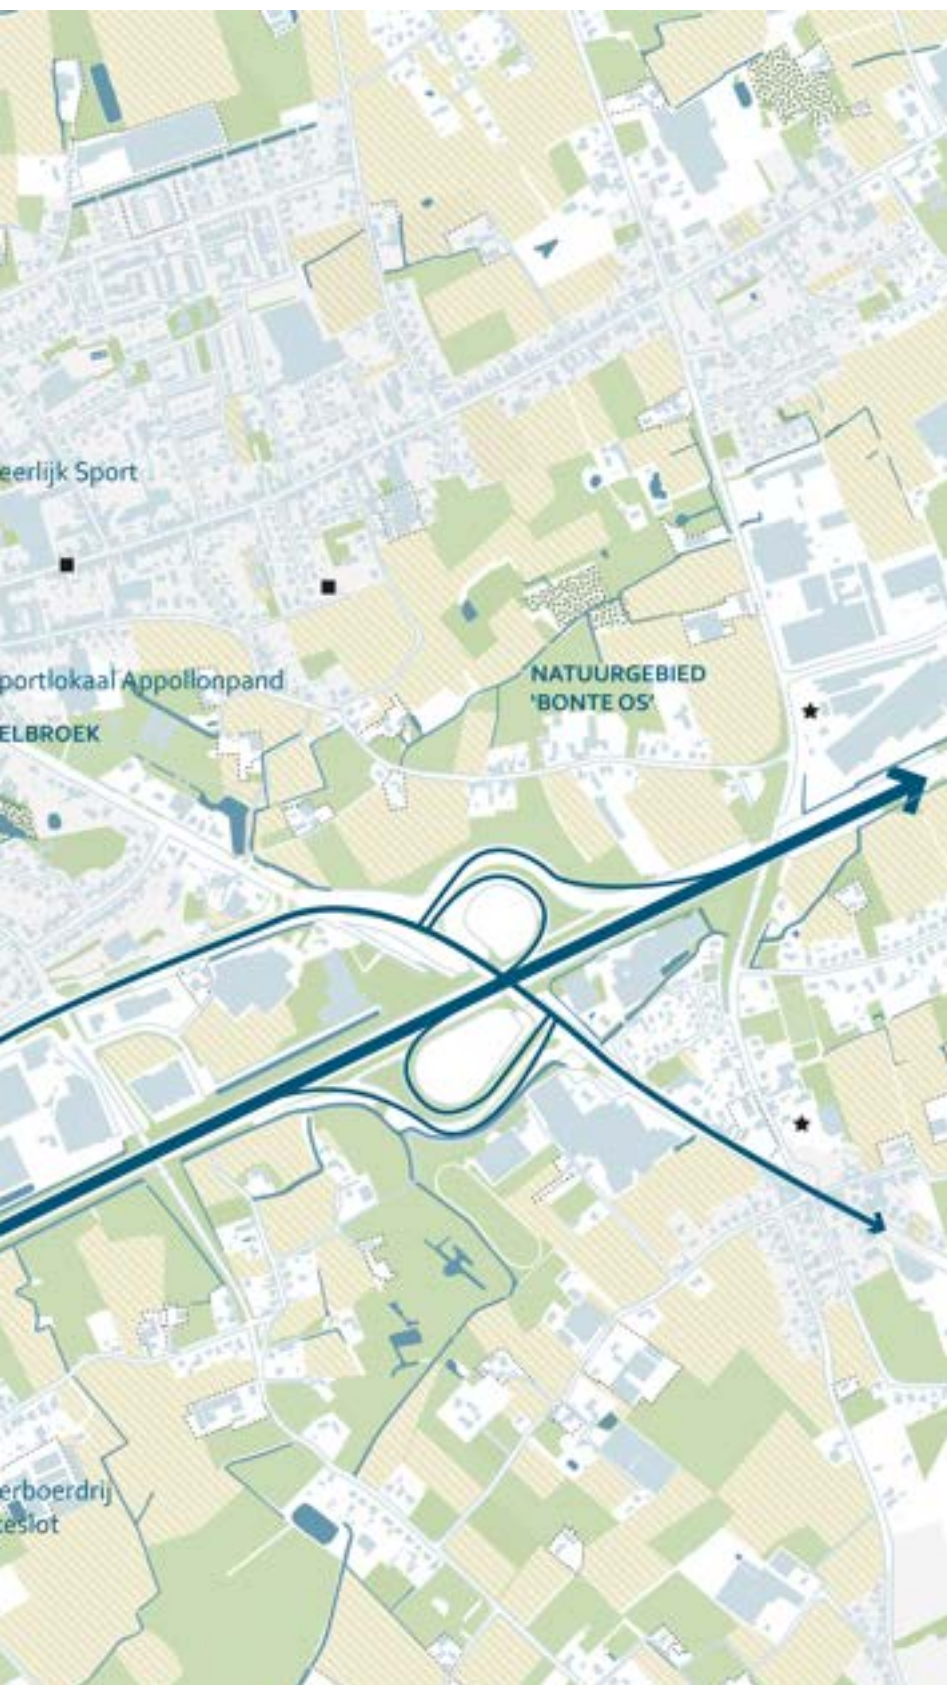 eerlijk Sport
portlokaal Appollonpand
ELBROEK
NATUURGEBIED
'BONTE OS'
erboerdrij
teslot